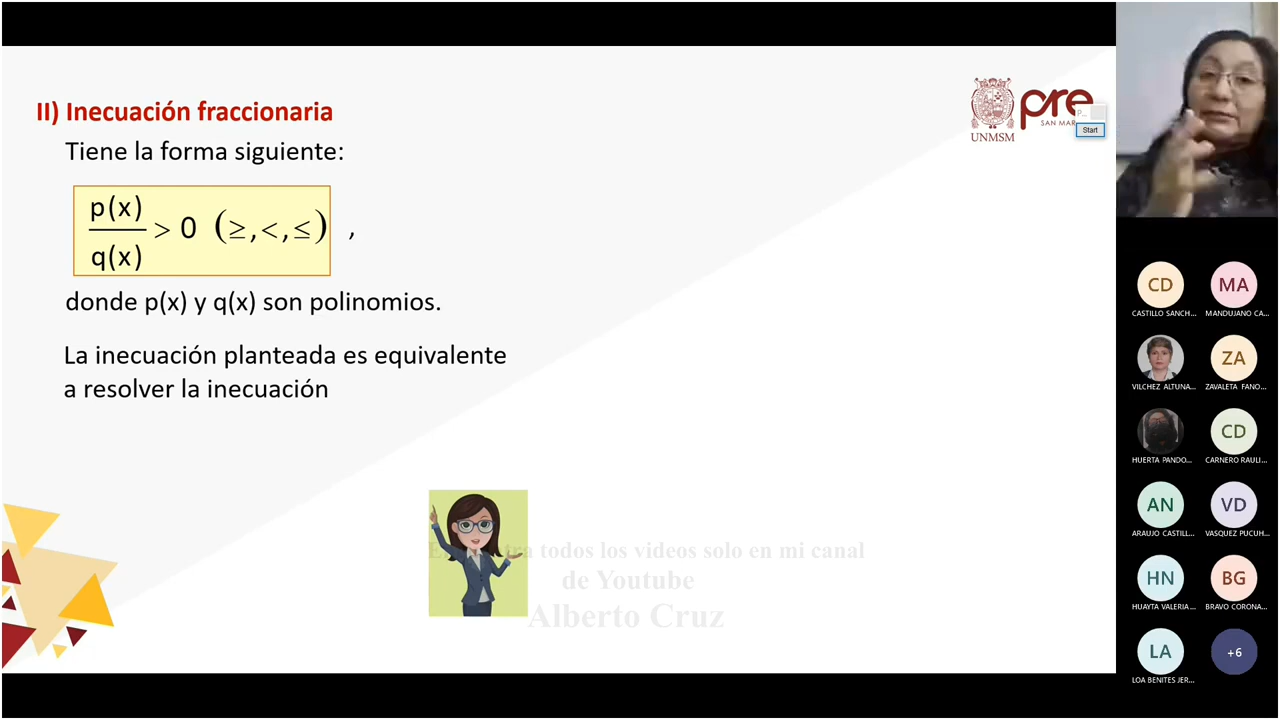 II) Inecuación fraccionaria
Tiene la forma siguiente:
p(x)
q(x)
> 0 (≥,<,≤) ,
donde p(x) y q(x) son polinomios.
La inecuación planteada es equivalente
a resolver la inecuación
todos los videos solo en mi canal
de Youtube
Alberto Cruz
UNMSM
pre
SAN MAR
P...
Start
CD
MA
CASTILLO SANCH...
MANDUJANO CA...
ZA
VILCHEZ ALTUNA...
ZAVALETA FANO...
CD
HUERTA PANDO...
CARNERO RAULI...
AN
VD
ARAUJO CASTILL...
VASQUEZ PUCUH...
HN
BG
HUAYTA VALERIA...
BRAVO CORONA...
LA
+6
LOA BENITES JER...